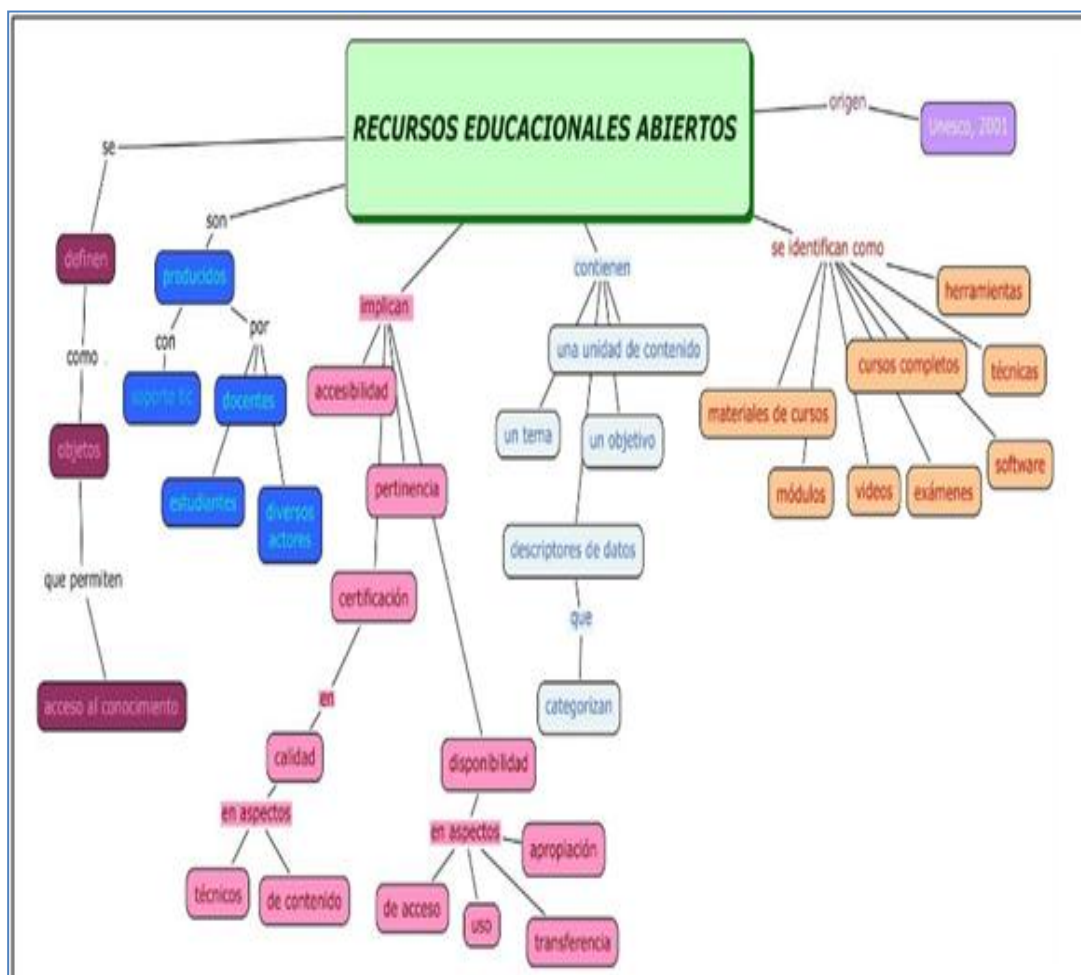 RECURSOS EDUCACIONALES ABIERTOS
origen
Unesco, 2001
se
definen
como
objetos
que permiten
acceso al conocimiento
son
producidos
con
soporte tic
por
docentes
estudiantes
diversos
actores
implican
accesibilidad
pertinencia
certificación
en
calidad
en aspectos
técnicos
de contenido
disponibilidad
en aspectos
apropiación
de acceso
uso
transferencia
contienen
una unidad de contenido
un tema
un objetivo
descriptores de datos
que
categorizan
se identifican como
herramientas
cursos completos
técnicas
materiales de cursos
software
módulos
videos
exámenes